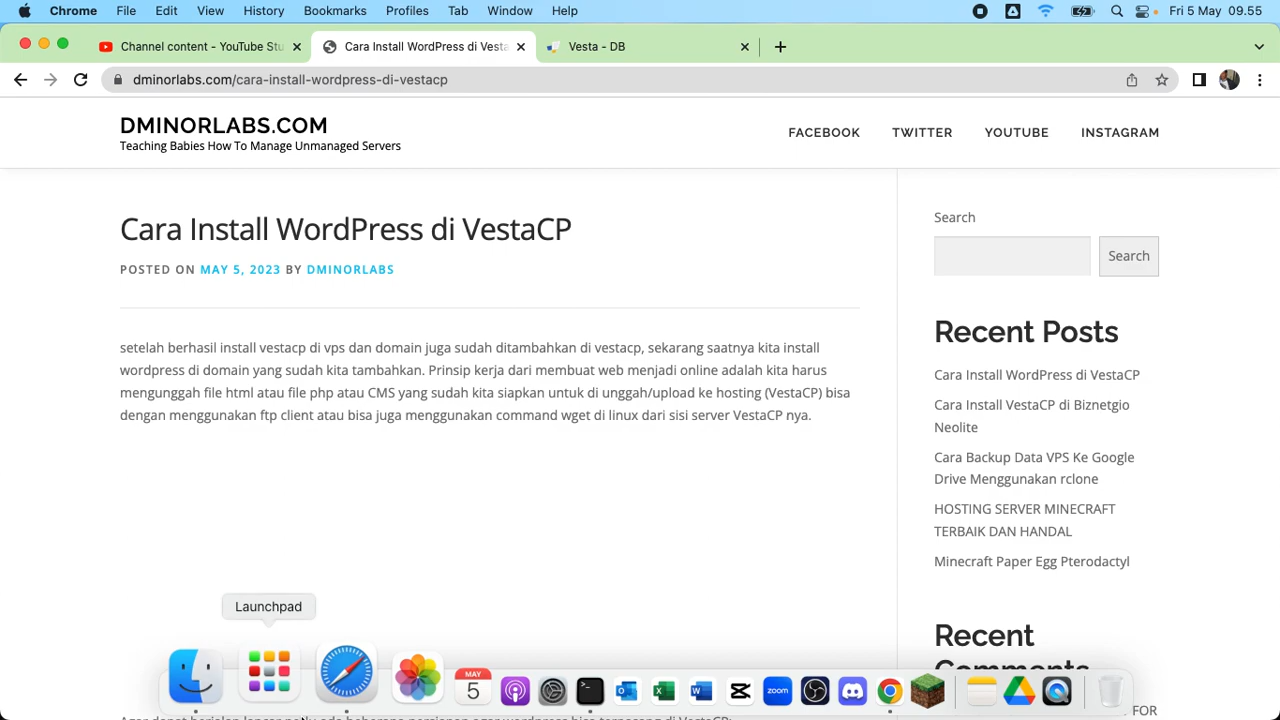 Chrome File Edit View History Bookmarks Profiles Tab Window Help Fri 5 May 09.55
Channel content - YouTube Stu
Cara Install WordPress di Vesta
Vesta - DB
dminorlabs.com/cara-install-wordpress-di-vestacp
DMINORLABS.COM
Teaching Babies How To Manage Unmanaged Servers
FACEBOOK TWITTER YOUTUBE INSTAGRAM
Cara Install WordPress di VestaCP
POSTED ON MAY 5, 2023 BY DMINORLABS
setelah berhasil install vestacp di vps dan domain juga sudah ditambahkan di vestacp, sekarang saatnya kita install
wordpress di domain yang sudah kita tambahkan. Prinsip kerja dari membuat web menjadi online adalah kita harus
mengunggah file html atau file php atau CMS yang sudah kita siapkan untuk di unggah/upload ke hosting (VestaCP) bisa
dengan menggunakan ftp client atau bisa juga menggunakan command wget di linux dari sisi server VestaCP nya.
Search
Search
Recent Posts
Cara Install WordPress di VestaCP
Cara Install VestaCP di Biznetgio
Neolite
Cara Backup Data VPS Ke Google
Drive Menggunakan rclone
HOSTING SERVER MINECRAFT
TERBAIK DAN HANDAL
Minecraft Paper Egg Pterodactyl
Recent
Comments
Launchpad
MAY
5
zoom
FOR